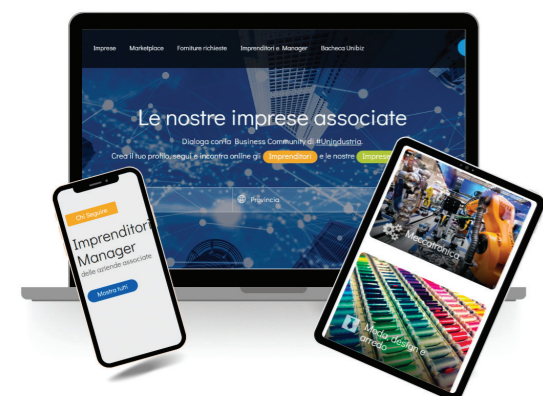 Imprese Marketplace Forniture richieste Imprenditori e Manager Bacheca Unibiz
Le nostre imprese associate
Dialoga con la Business Community di #Unindustria.
Crea il tuo profilo, segui e incontra online gli Imprenditori e le nostre Imprese
Provincia
Chi Seguire
Imprenditori
Manager
delle aziende associate
Mostra tutti
Meccatronica
Moda, design e
arredo